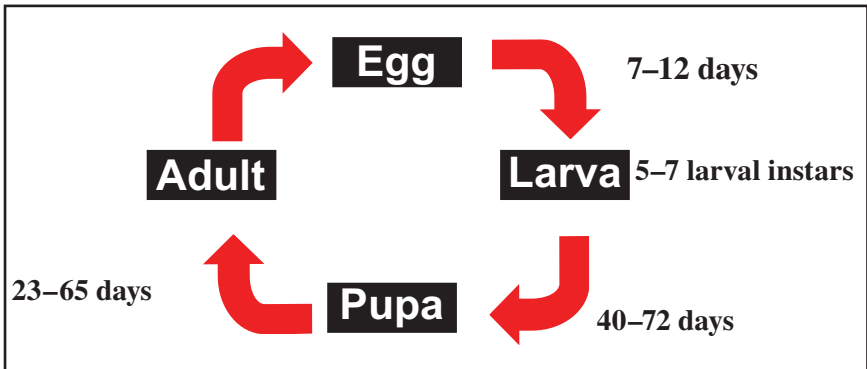 Egg
7–12 days
Adult
Larva
5–7 larval instars
23–65 days
Pupa
40–72 days